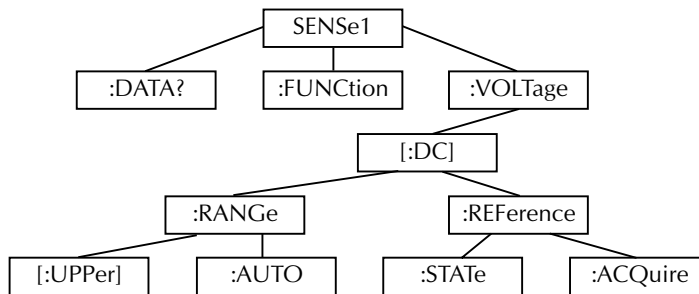 SENSe1
:DATA? :FUNCtion :VOLTage
[:DC]
:RANGe :REFerence
[:UPPer] :AUTO :STATe :ACQuire